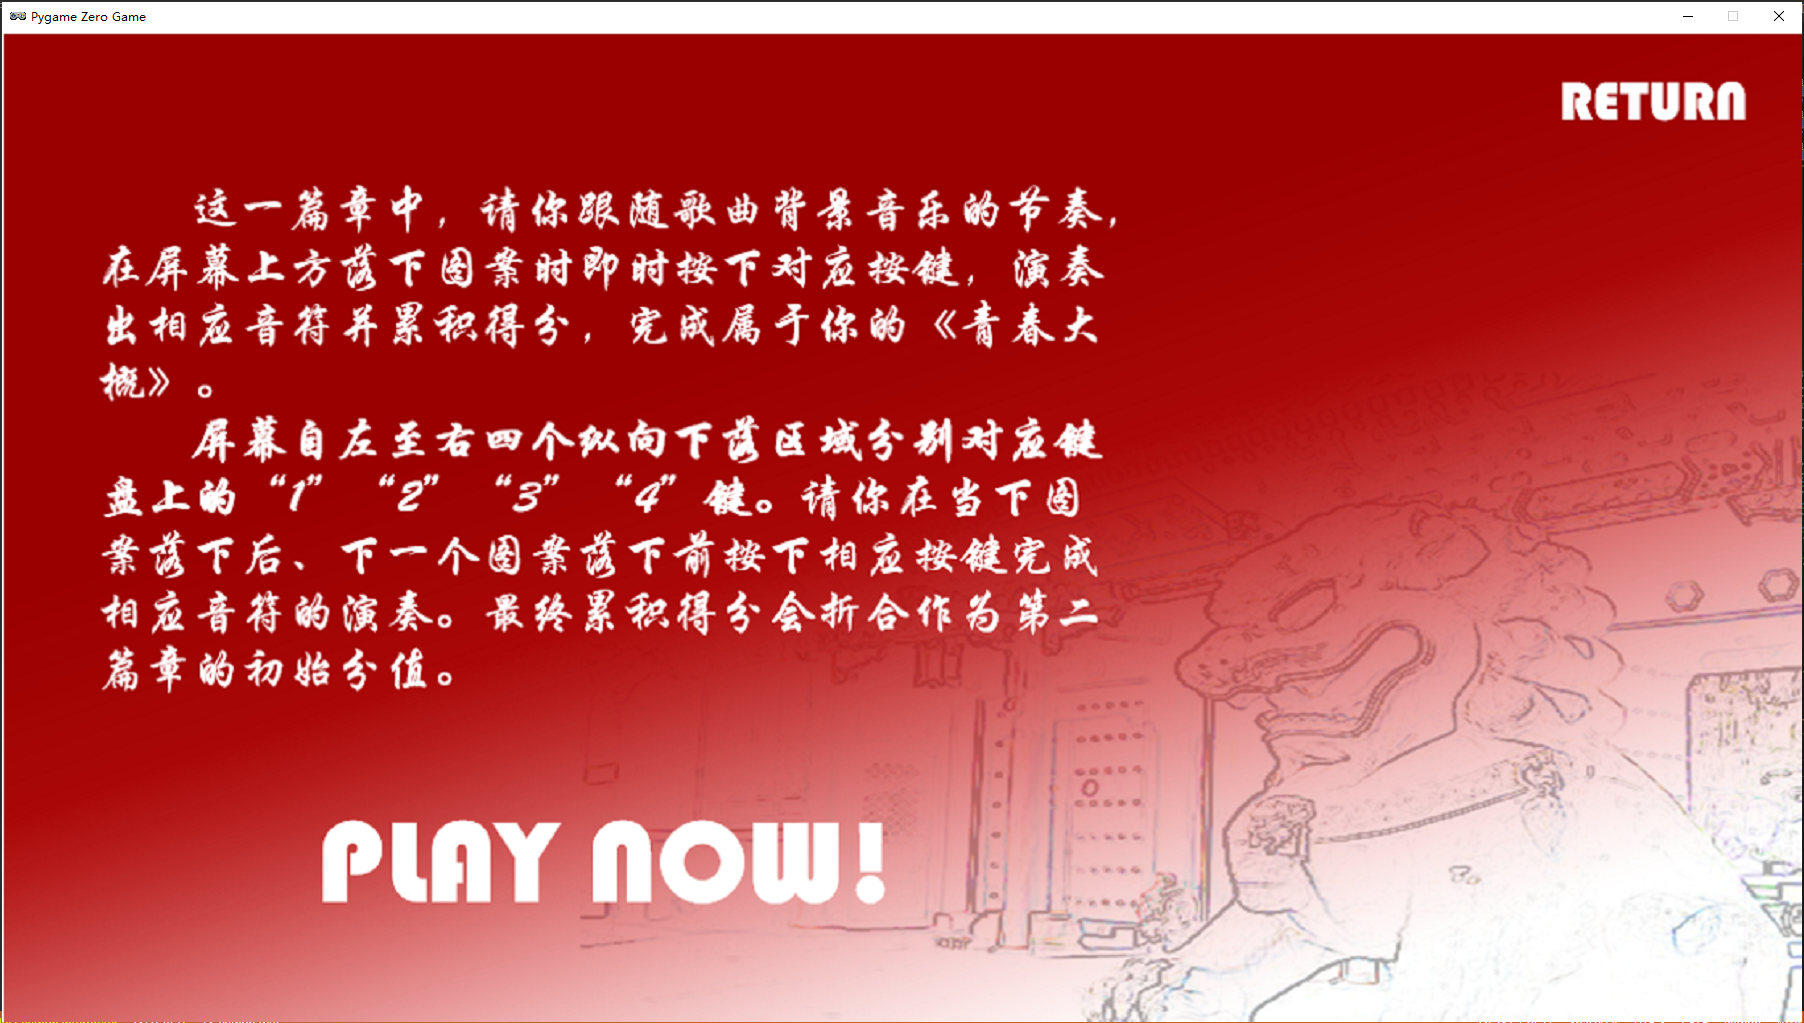 Pygame Zero Game
RETURN
这一篇章中，请你跟随歌曲背景音乐的节奏，
在屏幕上方落下图案时即时按下对应按键，演奏
出相应音符并累积得分，完成属于你的《青春大
概》。
屏幕自左至右四个纵向下落区域分别对应键
盘上的“1”“2”“3”“4”键。请你在当下图
案落下后、下一个图案落下前按下相应按键完成
相应音符的演奏。最终累积得分会折合作为第二
篇章的初始分值。
PLAY NOW!